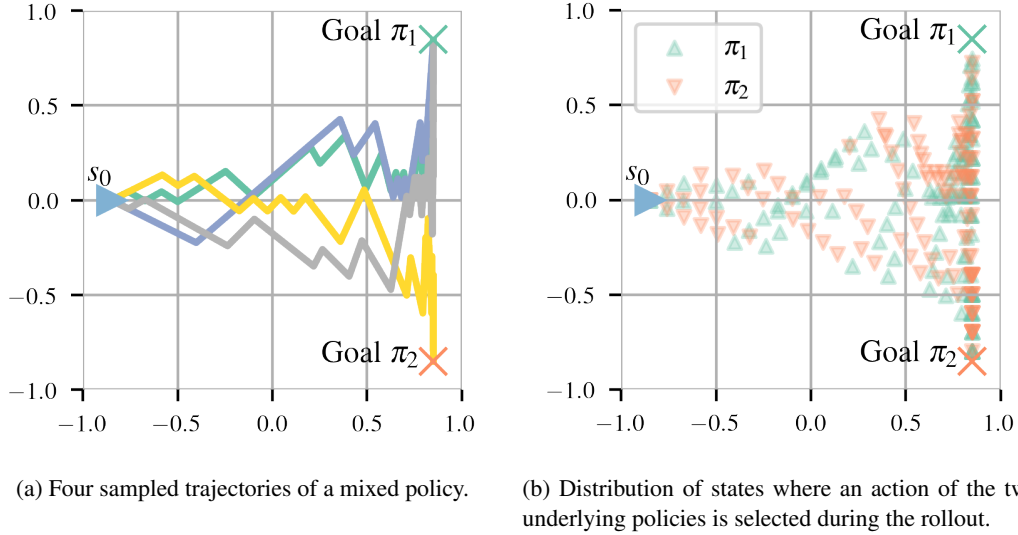 1.0
0.5
0.0
−0.5
−1.0
−1.0 −0.5 0.0 0.5 1.0
s0
Goal π1
Goal π2
1.0
0.5
0.0
−0.5
−1.0
−1.0 −0.5 0.0 0.5 1.0
π1
π2
s0
Goal π1
Goal π2
(a) Four sampled trajectories of a mixed policy.
(b) Distribution of states where an action of the tw
underlying policies is selected during the rollout.